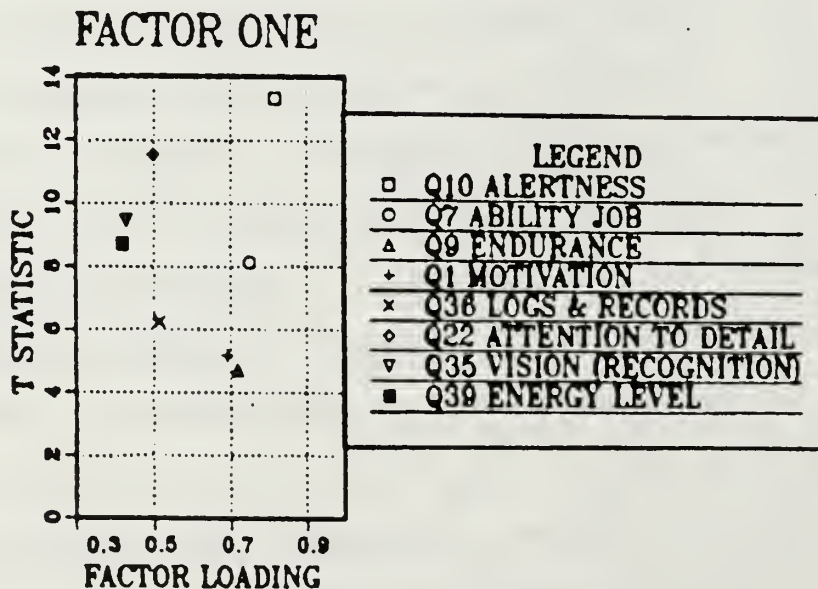 FACTOR ONE
14
12
10
8
6
4
2
0
T STATISTIC
0.3 0.5 0.7 0.9
FACTOR LOADING
LEGEND
Q10 ALERTNESS
Q7 ABILITY JOB
Q9 ENDURANCE
Q1 MOTIVATION
Q36 LOGS & RECORDS
Q22 ATTENTION TO DETAIL
Q35 VISION (RECOGNITION)
Q39 ENERGY LEVEL